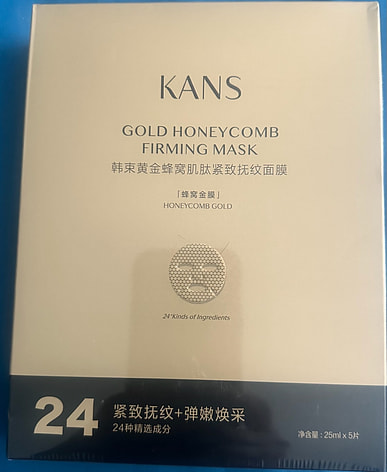 KANS
GOLD HONEYCOMB
FIRMING MASK
韩束黄金蜂窝肌肽紧致抚纹面膜
「蜂窝金膜」
HONEYCOMB GOLD
24*Kinds of Ingredients
24
紧致抚纹+弹嫩焕采
24种精选成分
净含量:25ml x 5片